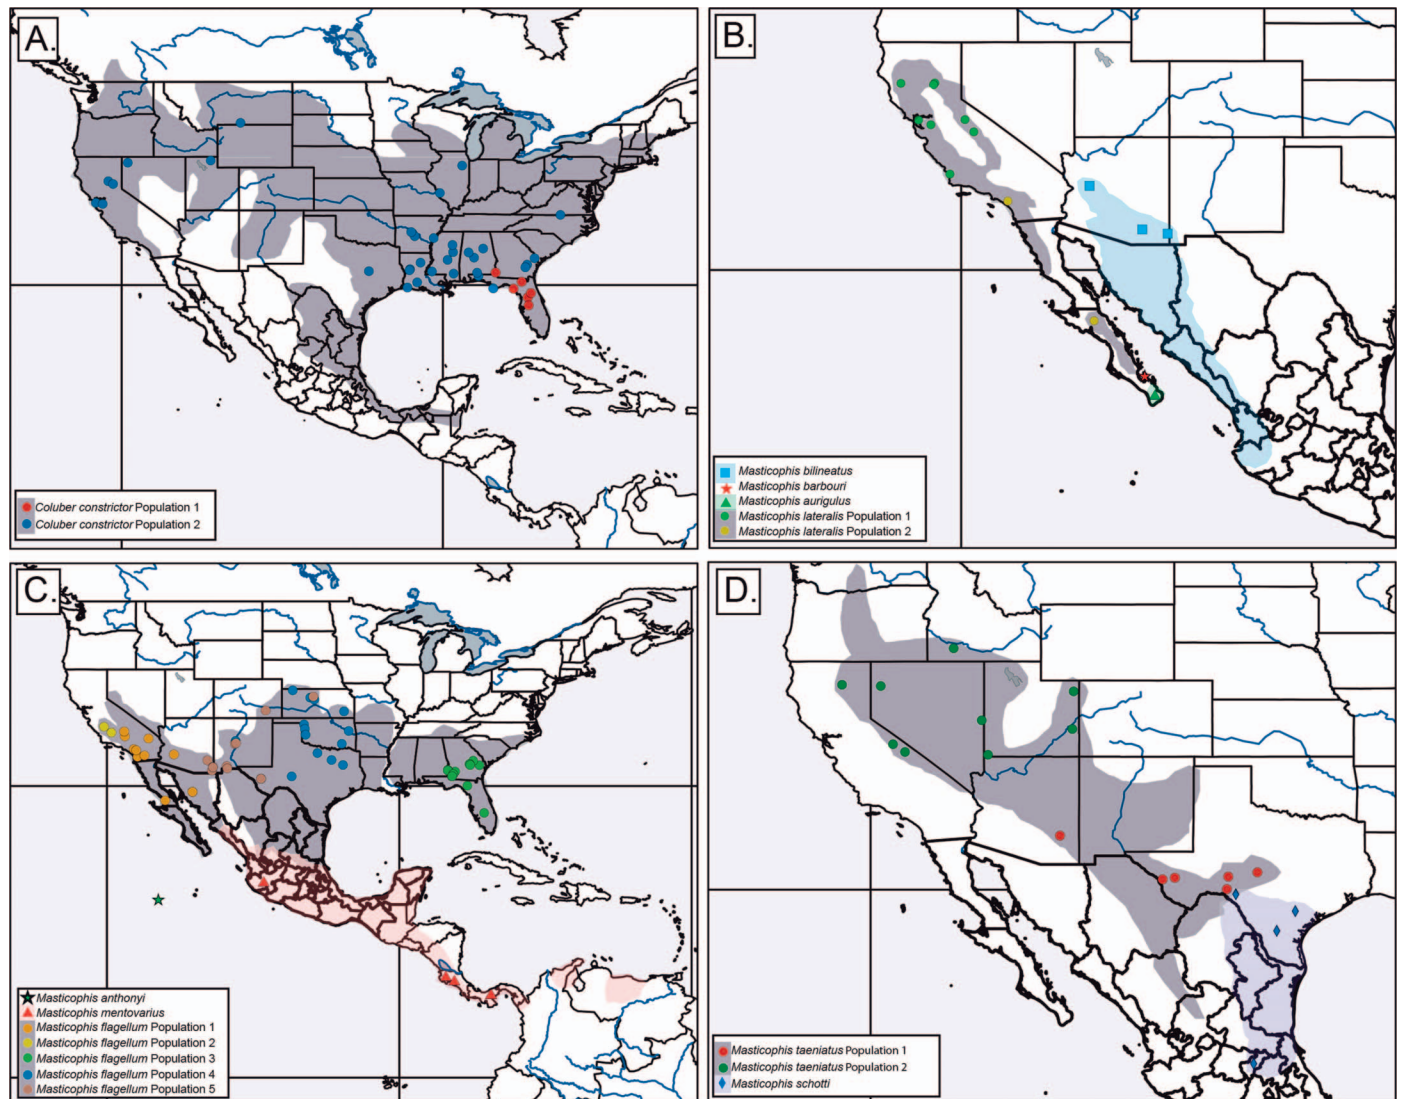 A.
Coluber constrictor Population 1
Coluber constrictor Population 2
B.
Masticophis bilineatus
Masticophis barbouri
Masticophis aurigulus
Masticophis lateralis Population 1
Masticophis lateralis Population 2
C.
Masticophis anthonyi
Masticophis mentovarius
Masticophis flagellum Population 1
Masticophis flagellum Population 2
Masticophis flagellum Population 3
Masticophis flagellum Population 4
Masticophis flagellum Population 5
D.
Masticophis taeniatus Population 1
Masticophis taeniatus Population 2
Masticophis schotti